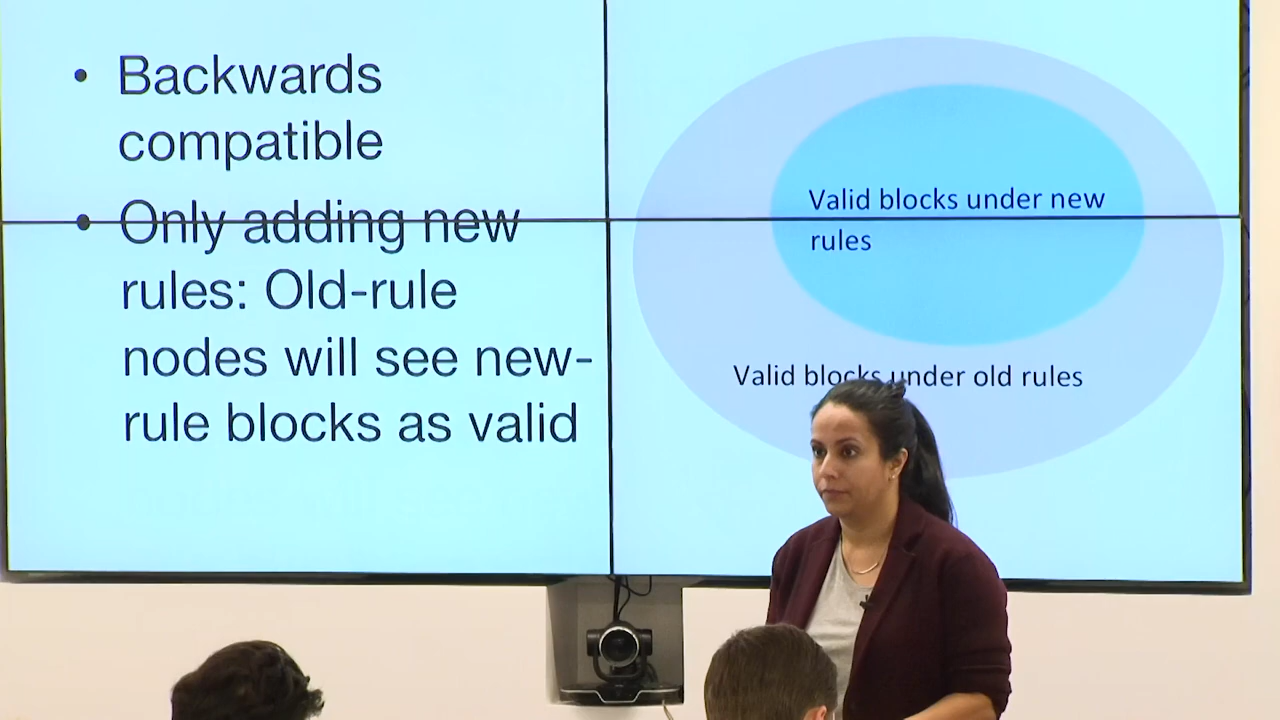 • Backwards
compatible
• Only adding new
rules: Old-rule
nodes will see new-
rule blocks as valid
Valid blocks under new
rules
Valid blocks under old rules